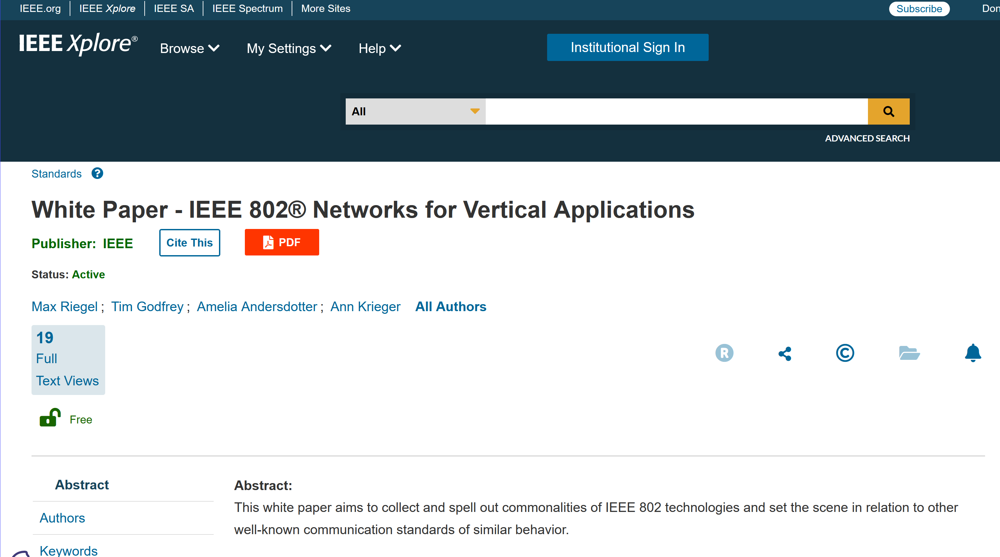 IEEE.org IEEE Xplore IEEE SA IEEE Spectrum More Sites Subscribe Don
IEEE Xplore® Browse My Settings Help Institutional Sign In
All
ADVANCED SEARCH
Standards ?
White Paper - IEEE 802® Networks for Vertical Applications
Publisher: IEEE Cite This PDF
Status: Active
Max Riegel ; Tim Godfrey ; Amelia Andersdotter ; Ann Krieger All Authors
19
Full
Text Views
R ©
Free
Abstract
Authors
Keywords
Abstract:
This white paper aims to collect and spell out commonalities of IEEE 802 technologies and set the scene in relation to other
well-known communication standards of similar behavior.